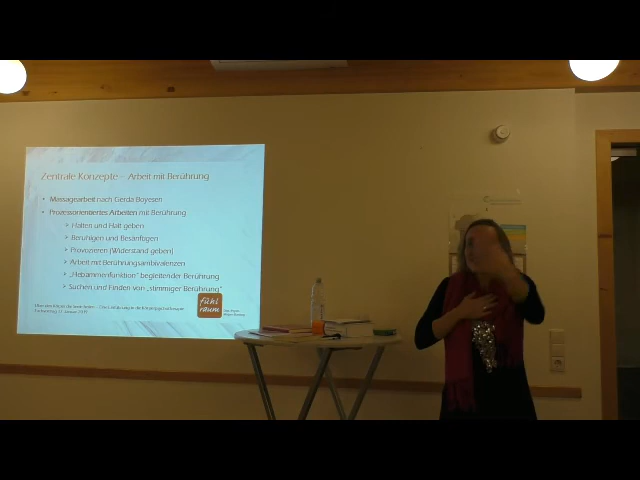 Zentrale Konzepte – Arbeit mit Berührung
• Massagearbeit nach Gerda Boyesen
• Prozessorientiertes Arbeiten mit Berührung
➢ Halten und Halt geben
➢ Beruhigen und Besänftigen
➢ Provozieren (Widerstand geben)
➢ Arbeit mit Berührungsambivalenzen
➢ „Hebammenfunktion“ begleitender Berührung
➢ Suchen und Finden von „stimmiger Berührung“
fühl
raum